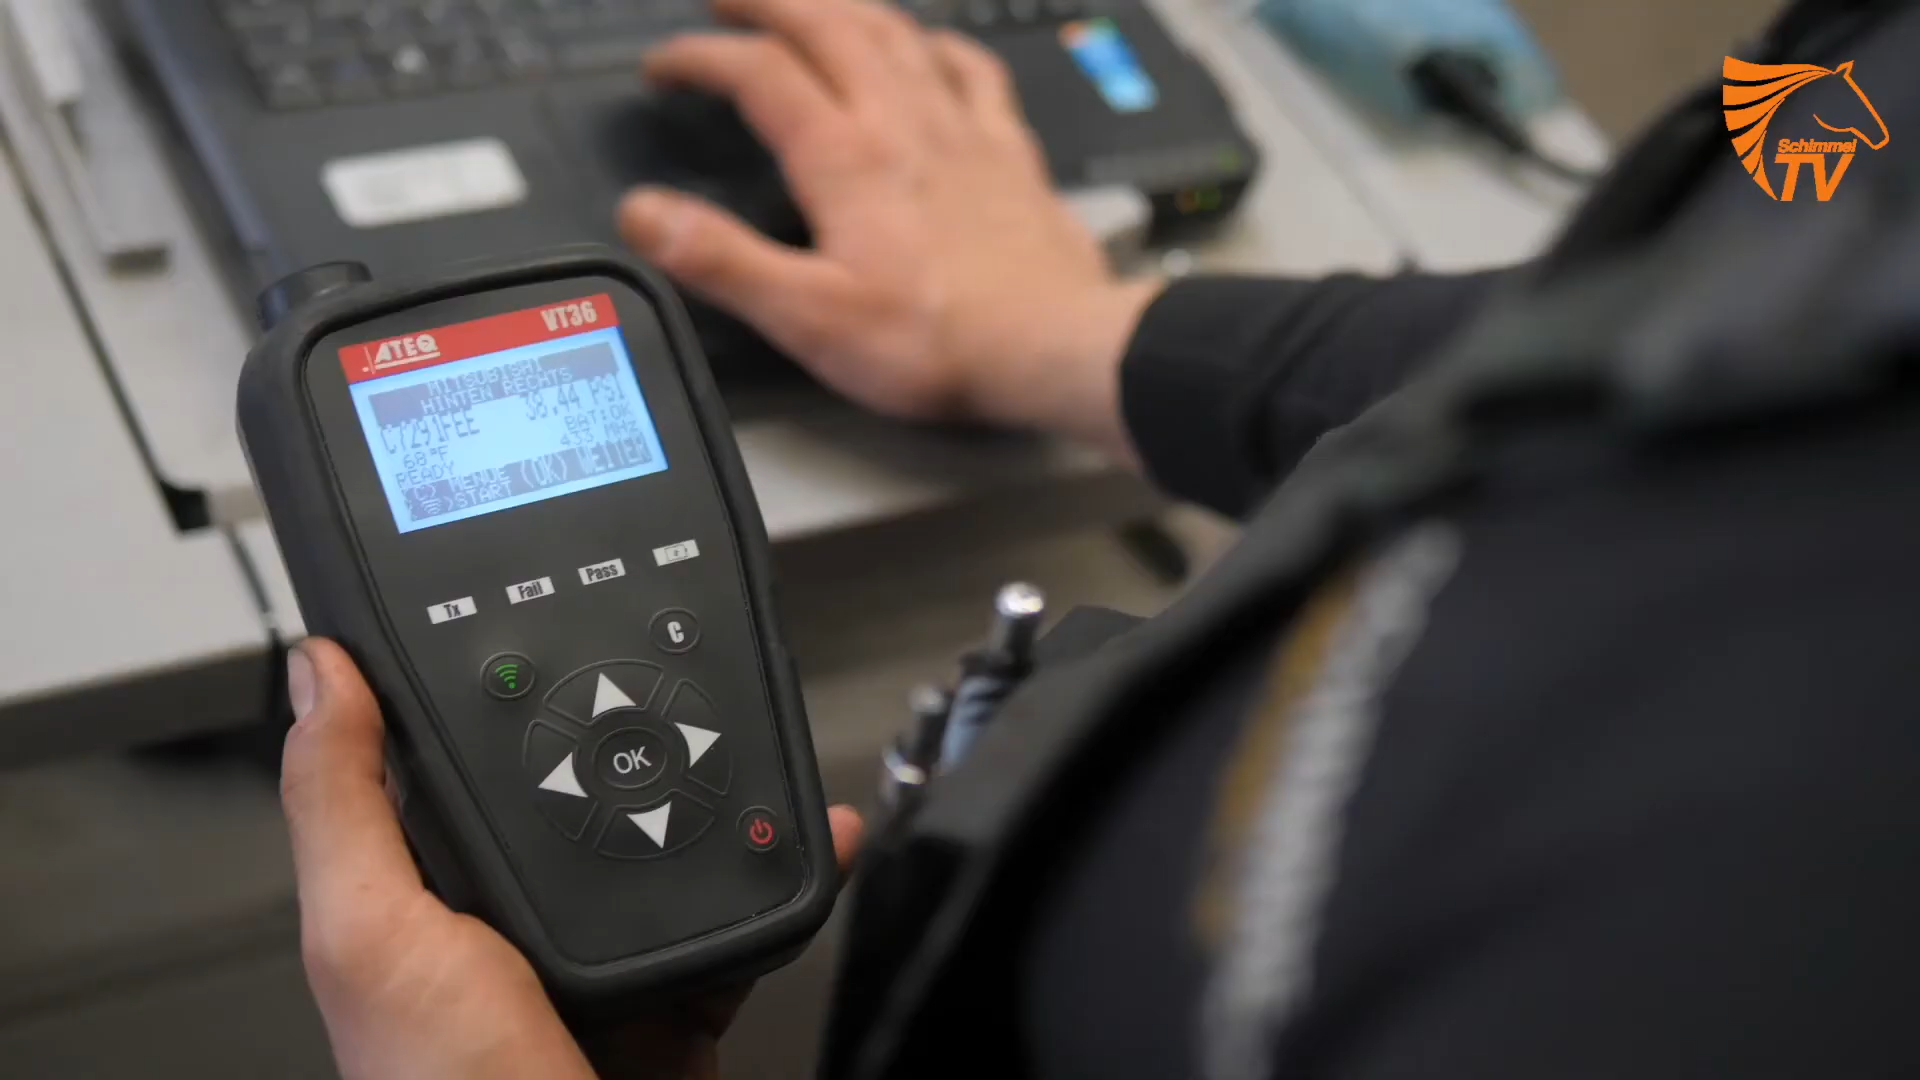 Schimmel
TV
ATEQ VT36
MITSUBISHI
HINTEN RECHTS
C7291FEE 38.44 PSI
BAT:OK
68°F 433 MHz
READY
(C) MENUE (OK) WEITER
START
Tx Fail Pass
C
OK